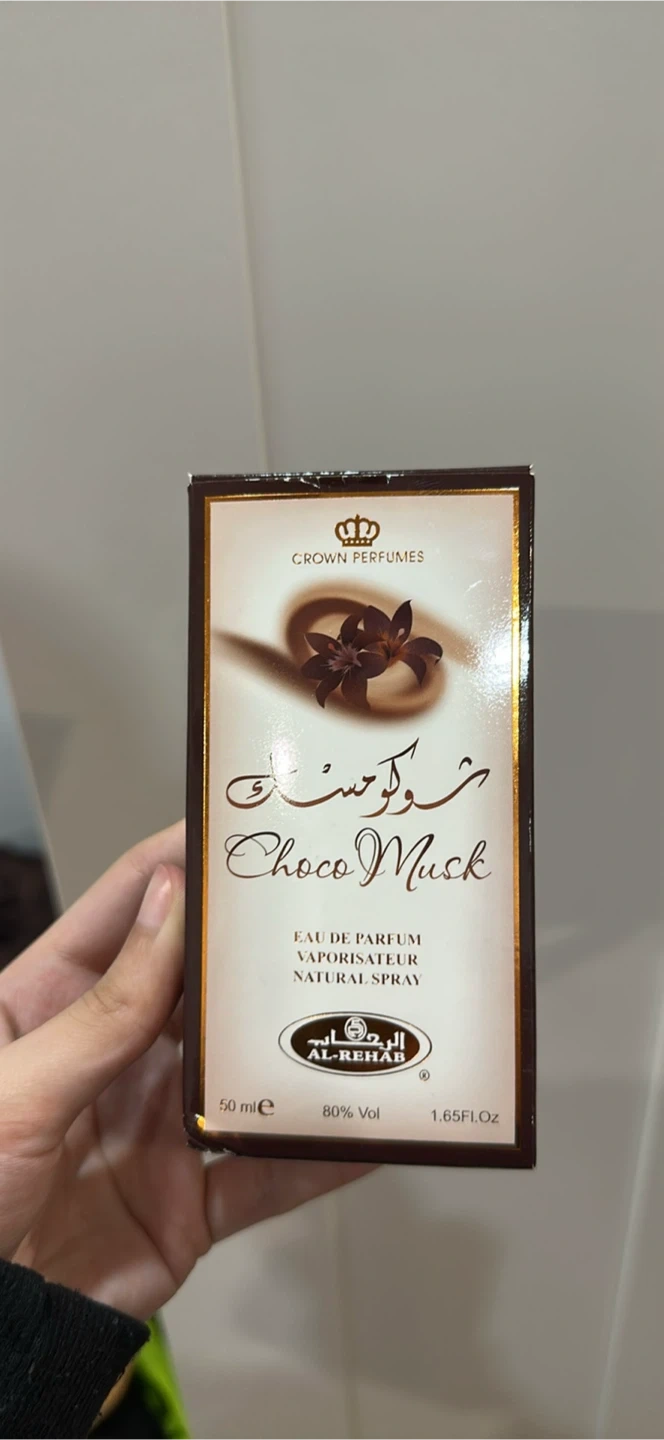 CROWN PERFUMES
شوكو مسك
Choco Musk
EAU DE PARFUM
VAPORISATEUR
NATURAL SPRAY
الرحاب
AL-REHAB
®
50 ml e
80% Vol
1.65Fl.Oz